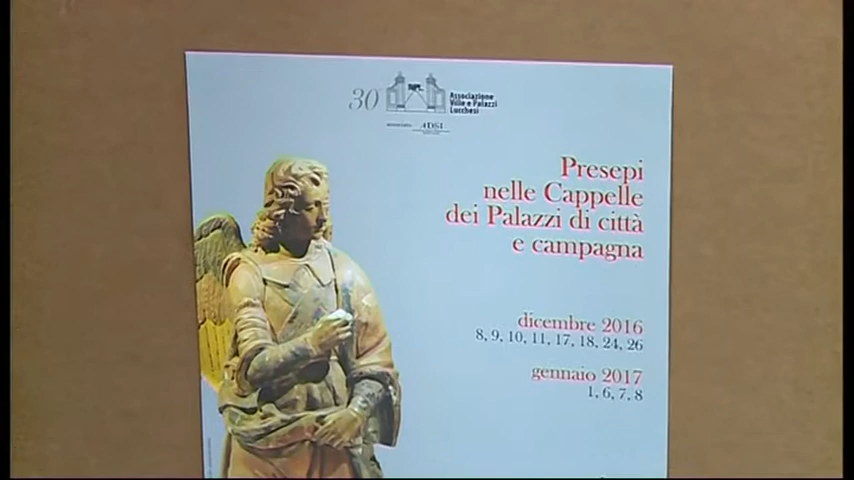 30
Associazione
Ville e Palazzi
Lucchesi
ADSI
Presepi
nelle Cappelle
dei Palazzi di città
e campagna
dicembre 2016
8, 9, 10, 11, 17, 18, 24, 26
gennaio 2017
1, 6, 7, 8